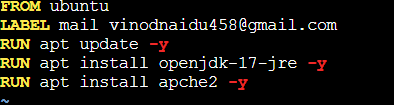 FROM ubuntu
LABEL mail vinodnaidu458@gmail.com
RUN apt update -y
RUN apt install openjdk-17-jre -y
RUN apt install apche2 -y
~